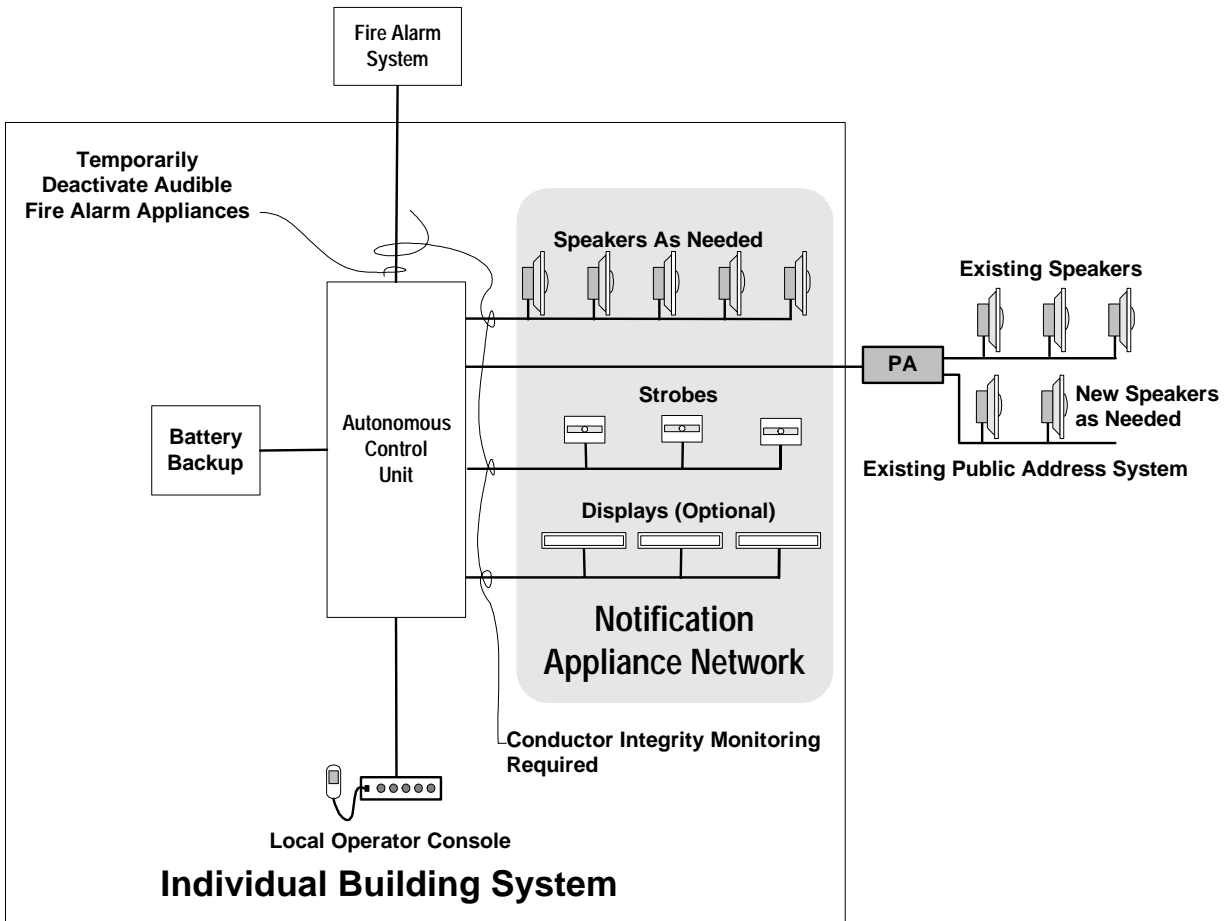 Fire Alarm
System
Temporarily
Deactivate Audible
Fire Alarm Appliances
Speakers As Needed
Existing Speakers
PA
New Speakers
as Needed
Existing Public Address System
Strobes
Battery
Backup
Autonomous
Control
Unit
Displays (Optional)
Notification
Appliance Network
Conductor Integrity Monitoring
Required
Local Operator Console
Individual Building System